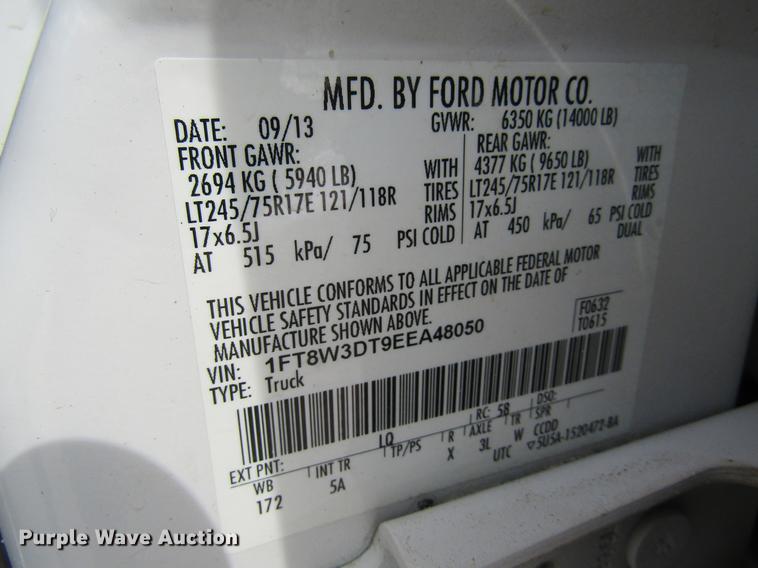 MFD. BY FORD MOTOR CO.
DATE: 09/13
GVWR: 6350 KG (14000 LB)
FRONT GAWR:
2694 KG ( 5940 LB) WITH
LT245/75R17E 121/118R TIRES
17x6.5J RIMS
AT 515 kPa/ 75 PSI COLD
REAR GAWR:
4377 KG ( 9650 LB) WITH
LT245/75R17E 121/118R TIRES
17x6.5J RIMS
AT 450 kPa/ 65 PSI COLD
DUAL
THIS VEHICLE CONFORMS TO ALL APPLICABLE FEDERAL MOTOR
VEHICLE SAFETY STANDARDS IN EFFECT ON THE DATE OF
MANUFACTURE SHOWN ABOVE.
F0632
T0615
VIN: 1FT8W3DT9EEA48050
TYPE: Truck
EXT PNT: LQ RC: 5B DSO:
WB INT TR TP/PS R AXLE TR SPR
172 5A X 3L W CCDD
UTC ▽5U5A-1520472-BA
Purple Wave Auction